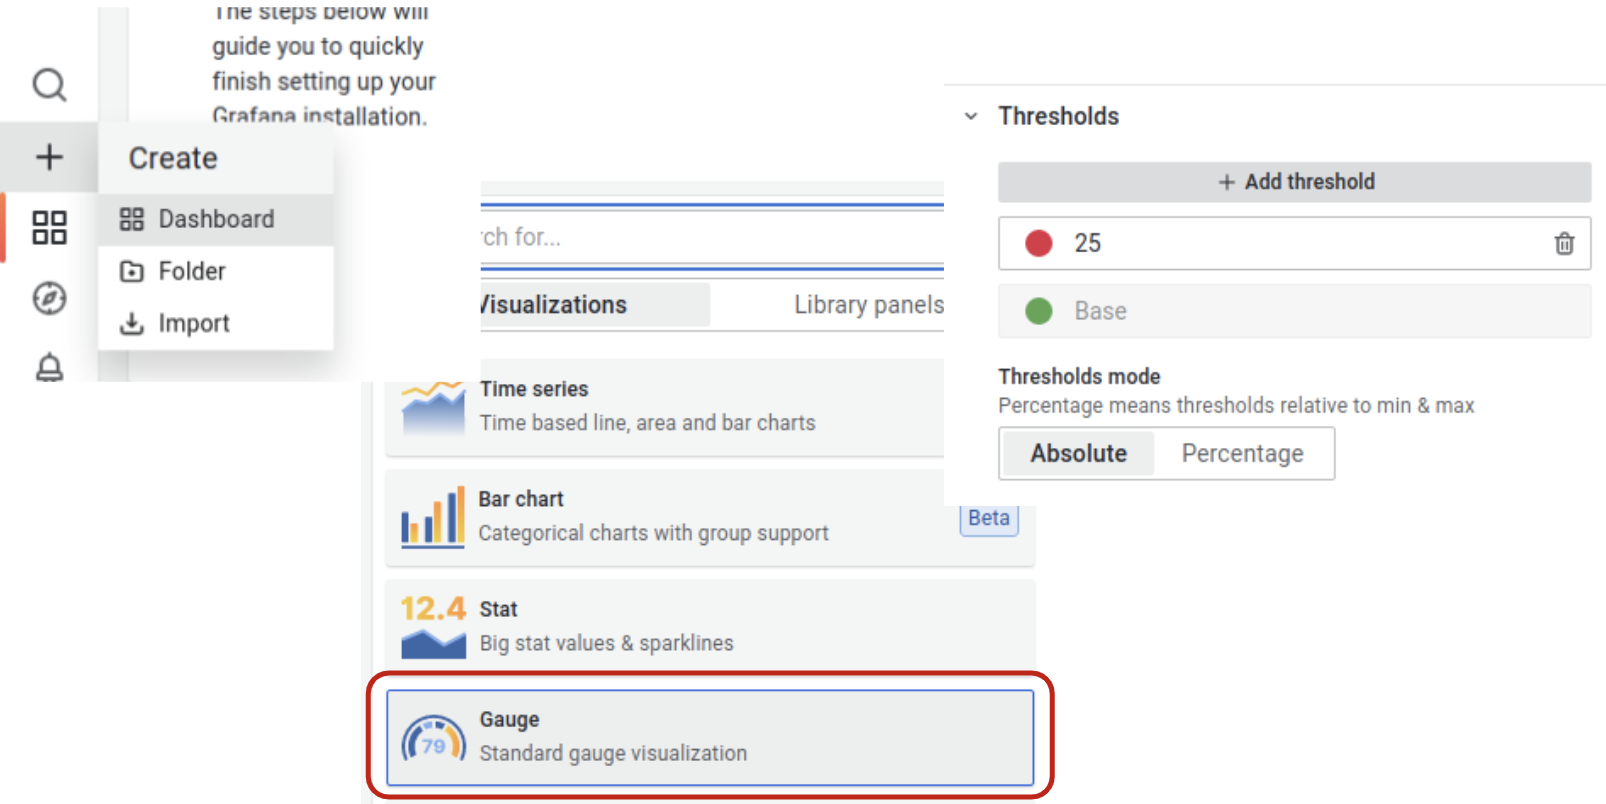 The steps below will
guide you to quickly
finish setting up your
Grafana installation.
Create
Dashboard
Folder
Import
rch for...
Visualizations
Library panels
Time series
Time based line, area and bar charts
Bar chart
Categorical charts with group support
Beta
12.4
Stat
Big stat values & sparklines
79
Gauge
Standard gauge visualization
Thresholds
+ Add threshold
25
Base
Thresholds mode
Percentage means thresholds relative to min & max
Absolute
Percentage